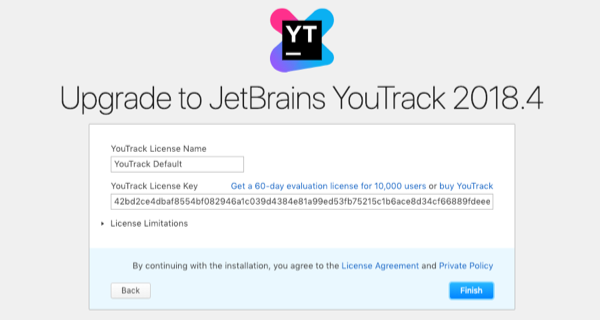 YT
Upgrade to JetBrains YouTrack 2018.4
YouTrack License Name
YouTrack Default
YouTrack License Key Get a 60-day evaluation license for 10,000 users or buy YouTrack
42bd2ce4dbaf8554bf082946a1c039d4384e81a99ed53fb75215c1b6ace8d34cf66889fdeee
License Limitations
By continuing with the installation, you agree to the License Agreement and Private Policy
Back Finish